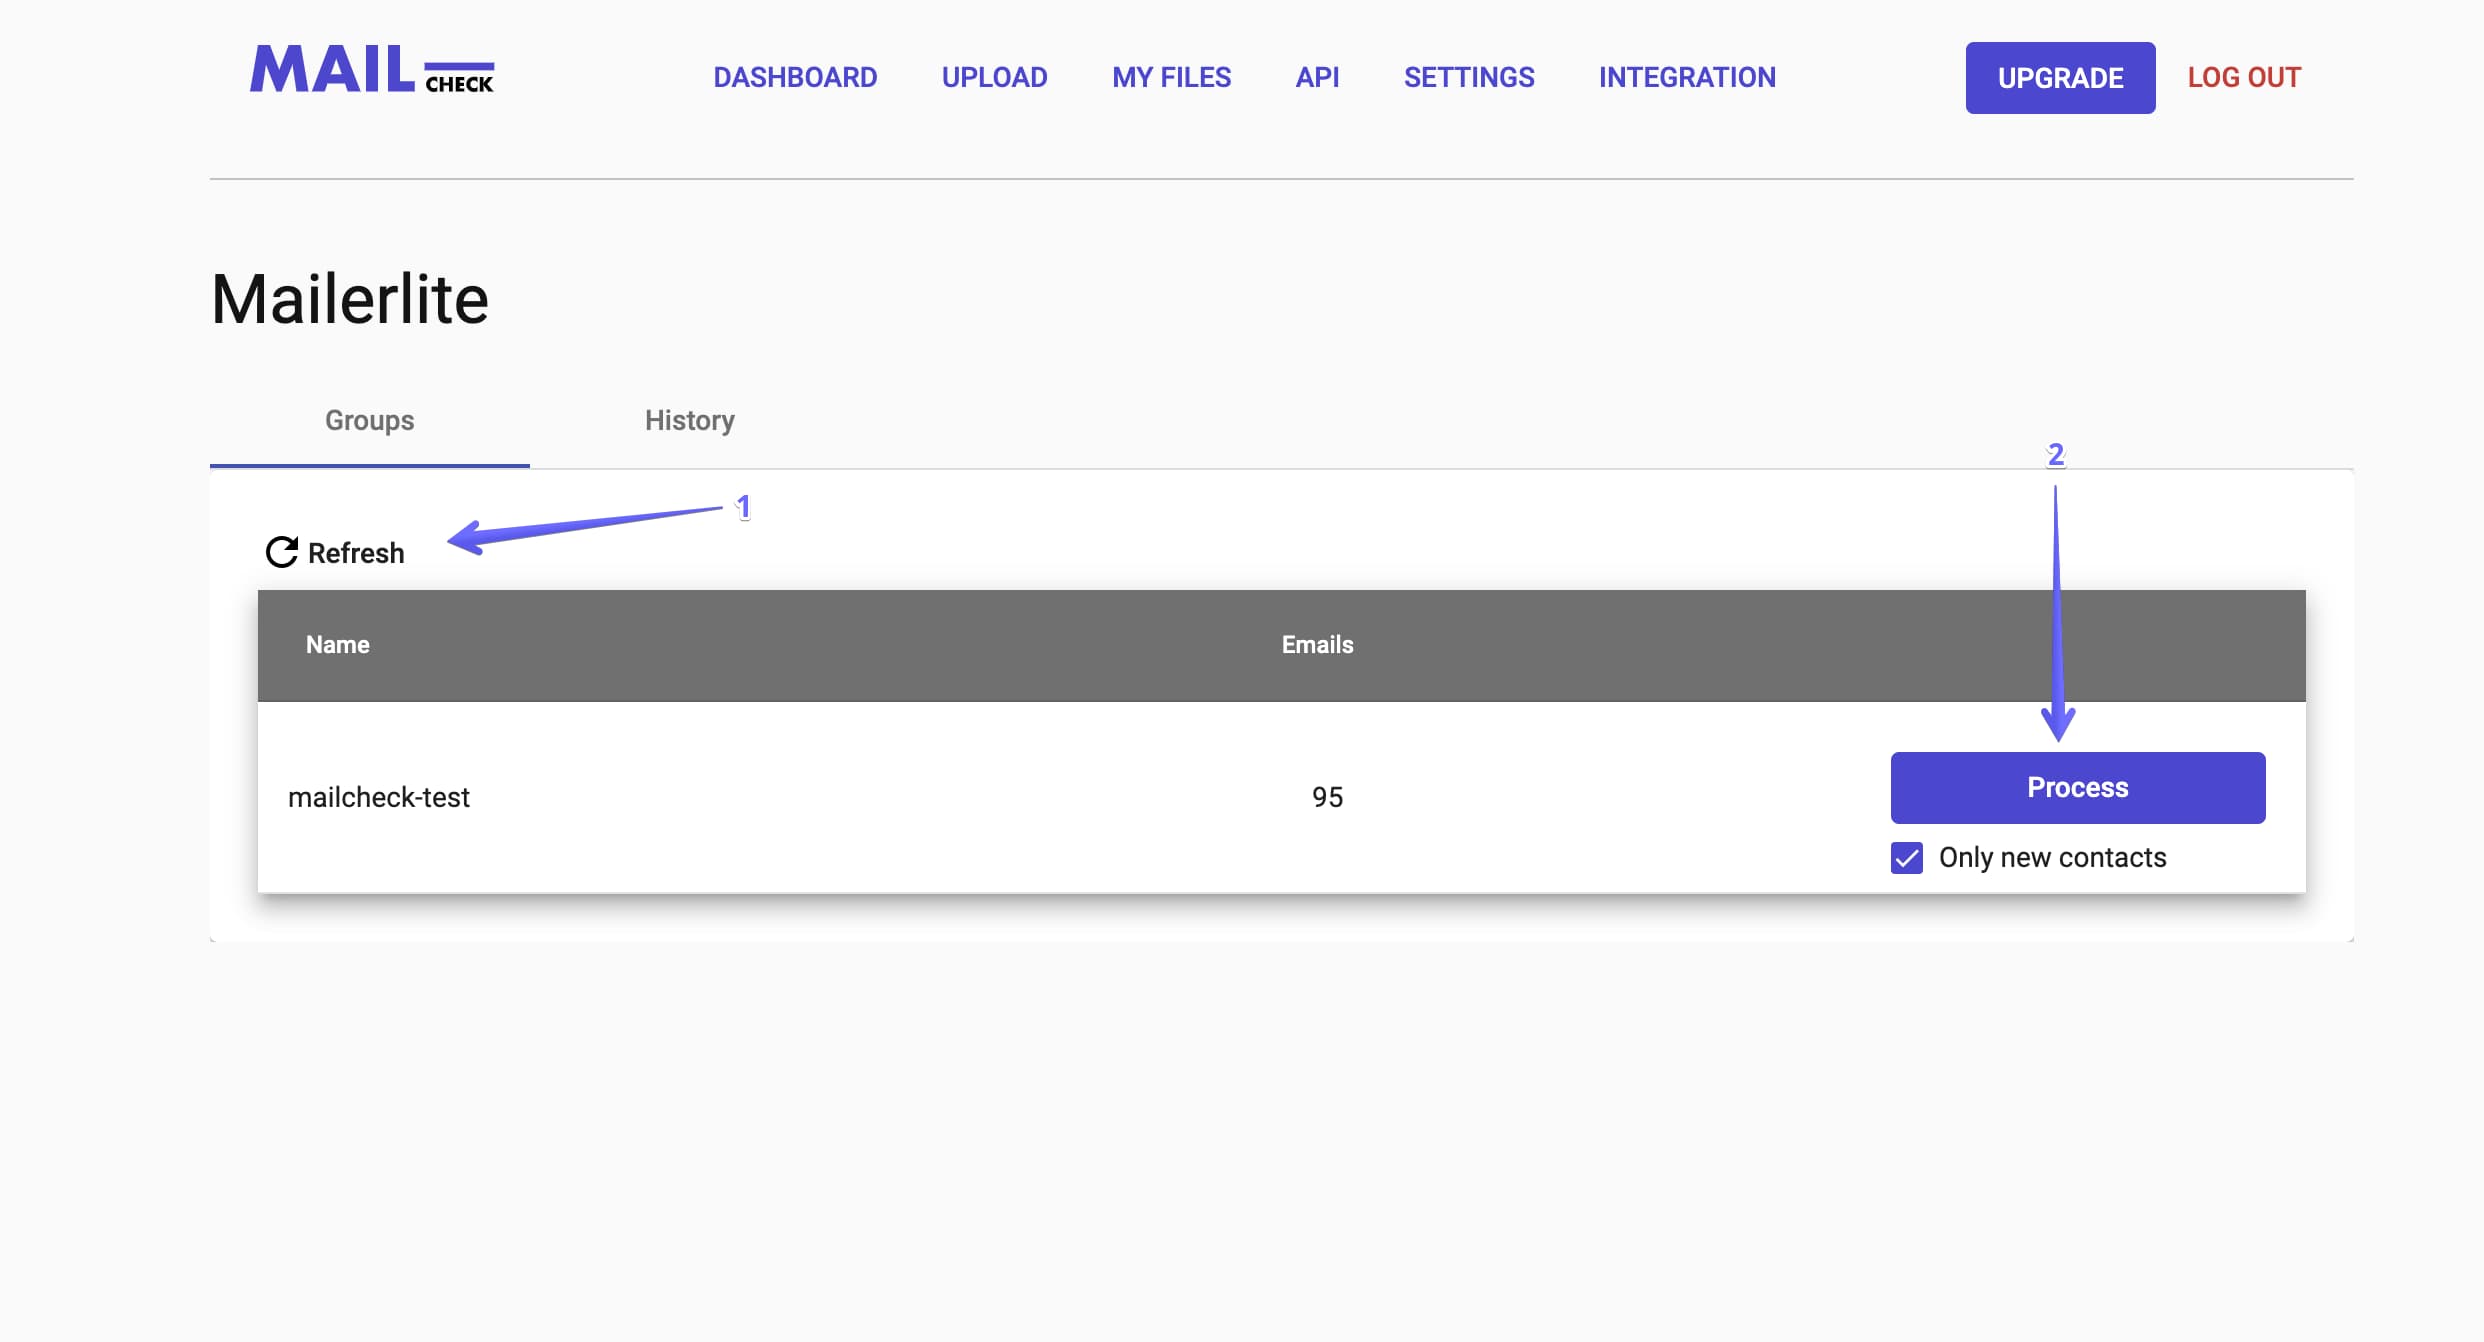 MAIL CHECK
DASHBOARD UPLOAD MY FILES API SETTINGS INTEGRATION UPGRADE LOG OUT
Mailerlite
Groups History
2
1
Refresh
Name Emails
mailcheck-test 95 Process
Only new contacts